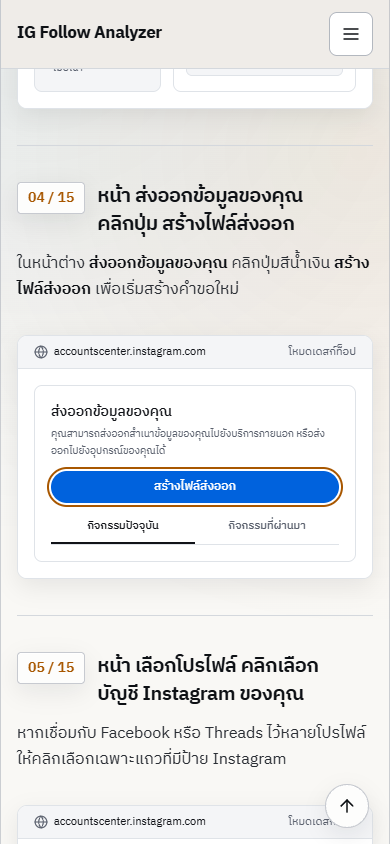 IG Follow Analyzer
04 / 15
หน้า ส่งออกข้อมูลของคุณ
คลิกปุ่ม สร้างไฟล์ส่งออก
ในหน้าต่าง ส่งออกข้อมูลของคุณ คลิกปุ่มสีน้ำเงิน สร้าง
ไฟล์ส่งออก เพื่อเริ่มสร้างคำขอใหม่
accountscenter.instagram.com
โหมดเดสก์ท็อป
ส่งออกข้อมูลของคุณ
คุณสามารถส่งออกสำเนาข้อมูลของคุณไปยังบริการภายนอก หรือส่ง
ออกไปยังอุปกรณ์ของคุณได้
สร้างไฟล์ส่งออก
กิจกรรมปัจจุบัน
กิจกรรมที่ผ่านมา
05 / 15
หน้า เลือกโปรไฟล์ คลิกเลือก
บัญชี Instagram ของคุณ
หากเชื่อมกับ Facebook หรือ Threads ไว้หลายโปรไฟล์
ให้คลิกเลือกเฉพาะแถวที่มีป้าย Instagram
accountscenter.instagram.com